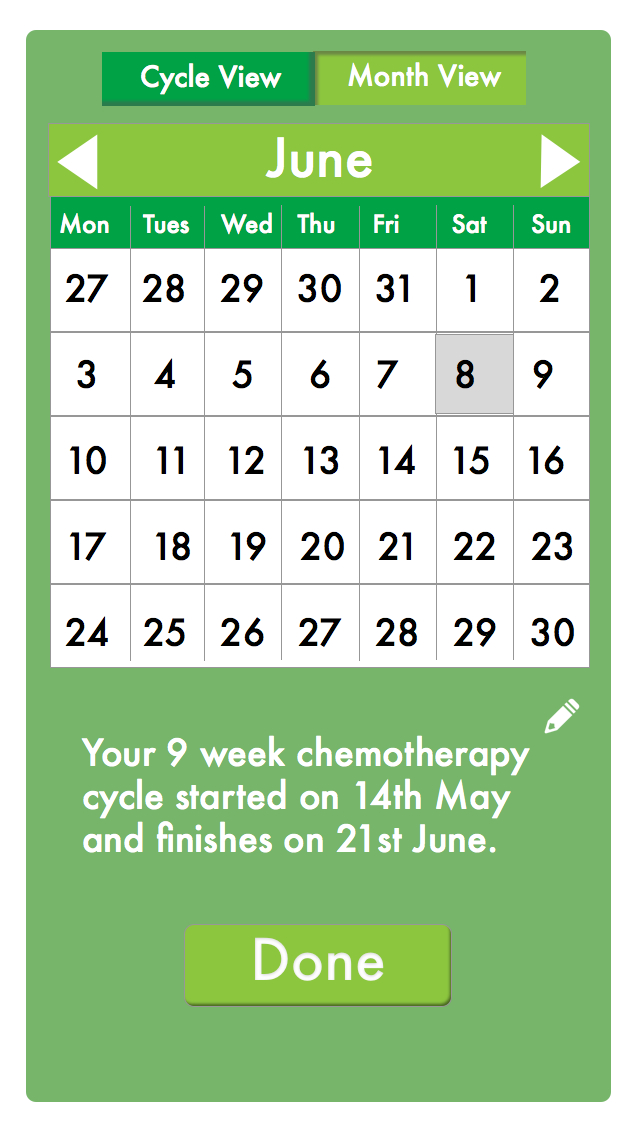 Cycle View Month View
June
Mon Tues Wed Thu Fri Sat Sun
27 28 29 30 31 1 2
3 4 5 6 7 8 9
10 11 12 13 14 15 16
17 18 19 20 21 22 23
24 25 26 27 28 29 30
Your 9 week chemotherapy
cycle started on 14th May
and finishes on 21st June.
Done